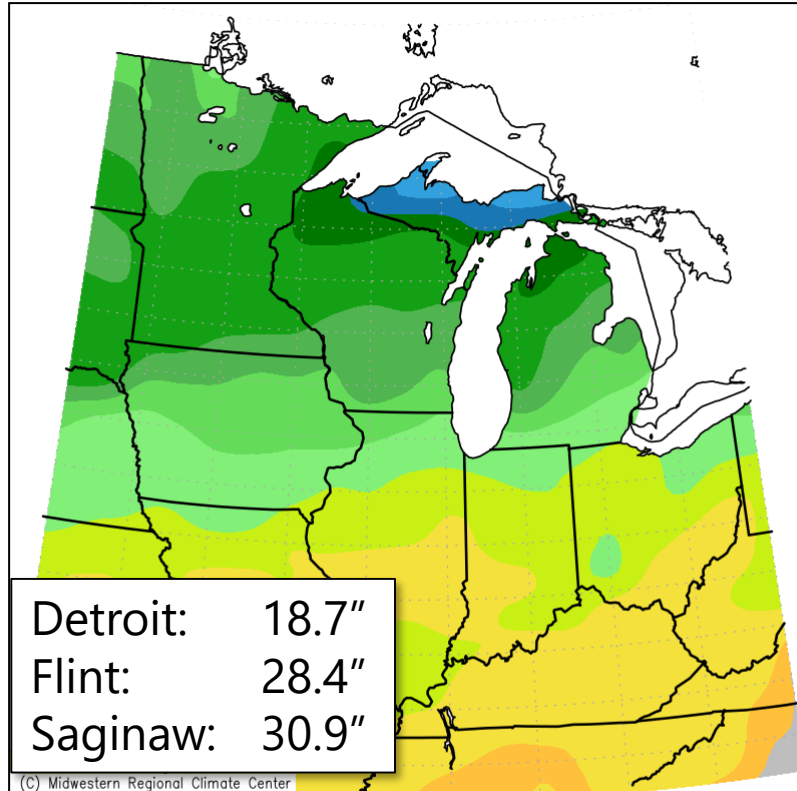 Detroit: 18.7"
Flint: 28.4"
Saginaw: 30.9"
(C) Midwestern Regional Climate Center